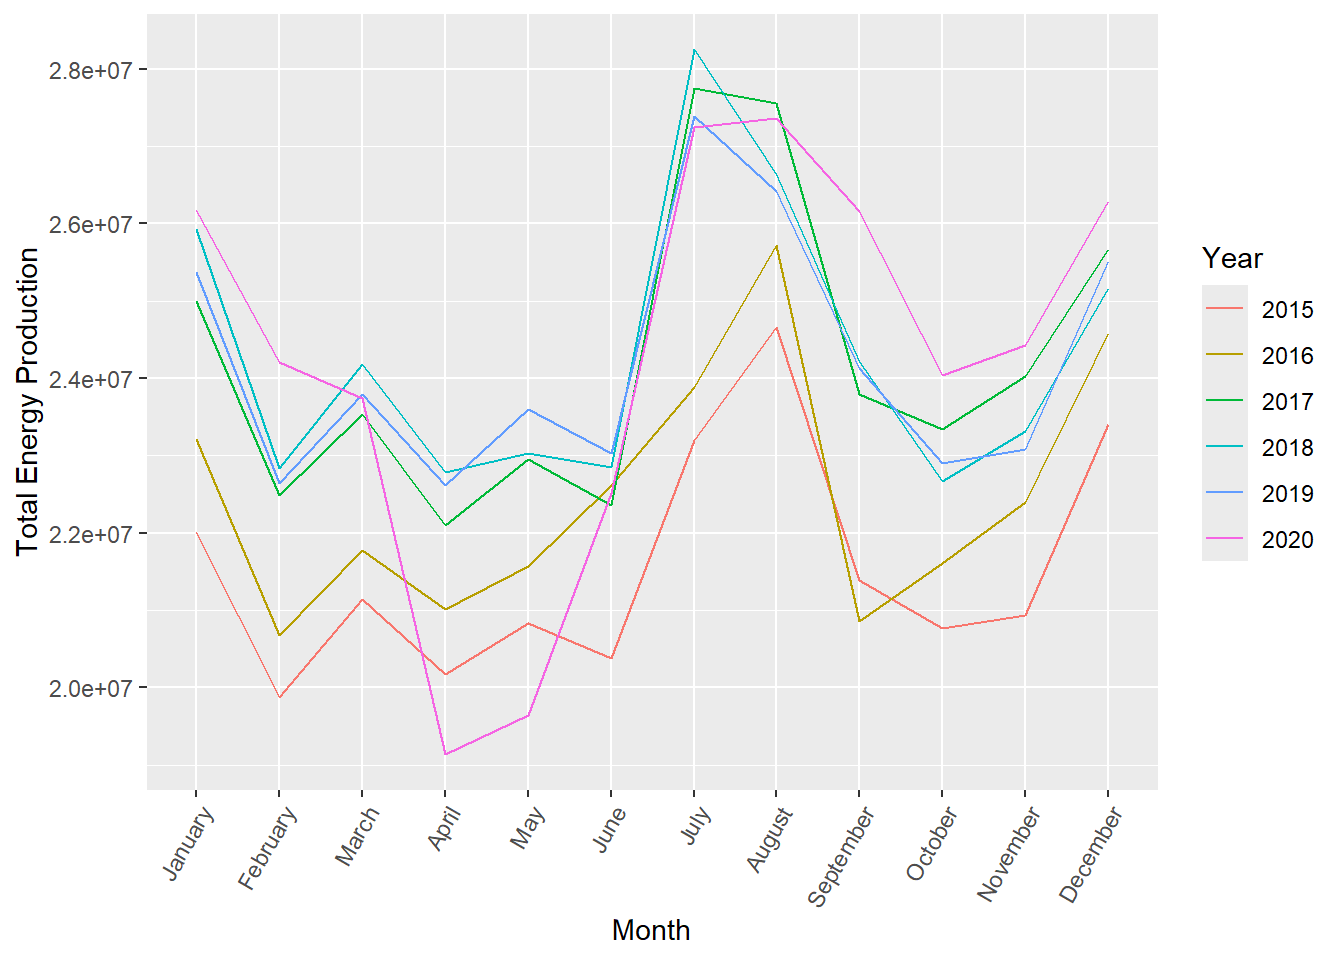 2.8e+07
2.6e+07
2.4e+07
2.2e+07
2.0e+07
Total Energy Production
January
February
March
April
May
June
July
August
September
October
November
December
Month
Year
2015
2016
2017
2018
2019
2020